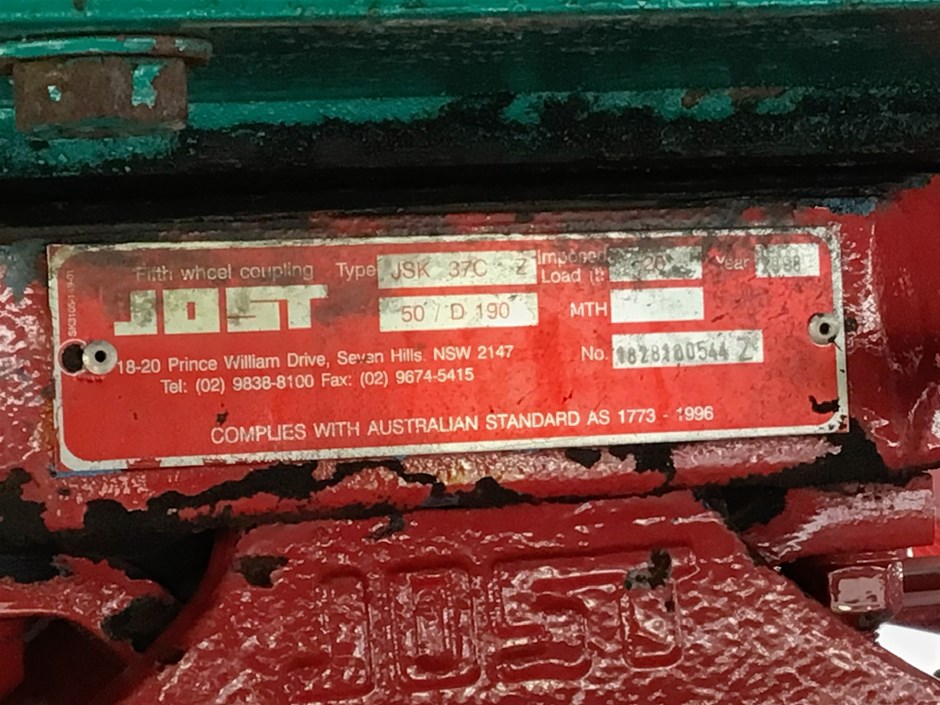 Fifth wheel coupling Type JSK 37C Z Imposed Load (t) 20 Year
JOST 50 / D 190 MTH
18-20 Prince William Drive, Seven Hills. NSW 2147 No. 1828280544 Z
Tel: (02) 9838-8100 Fax: (02) 9674-5415
COMPLIES WITH AUSTRALIAN STANDARD AS 1773 - 1996
JOST